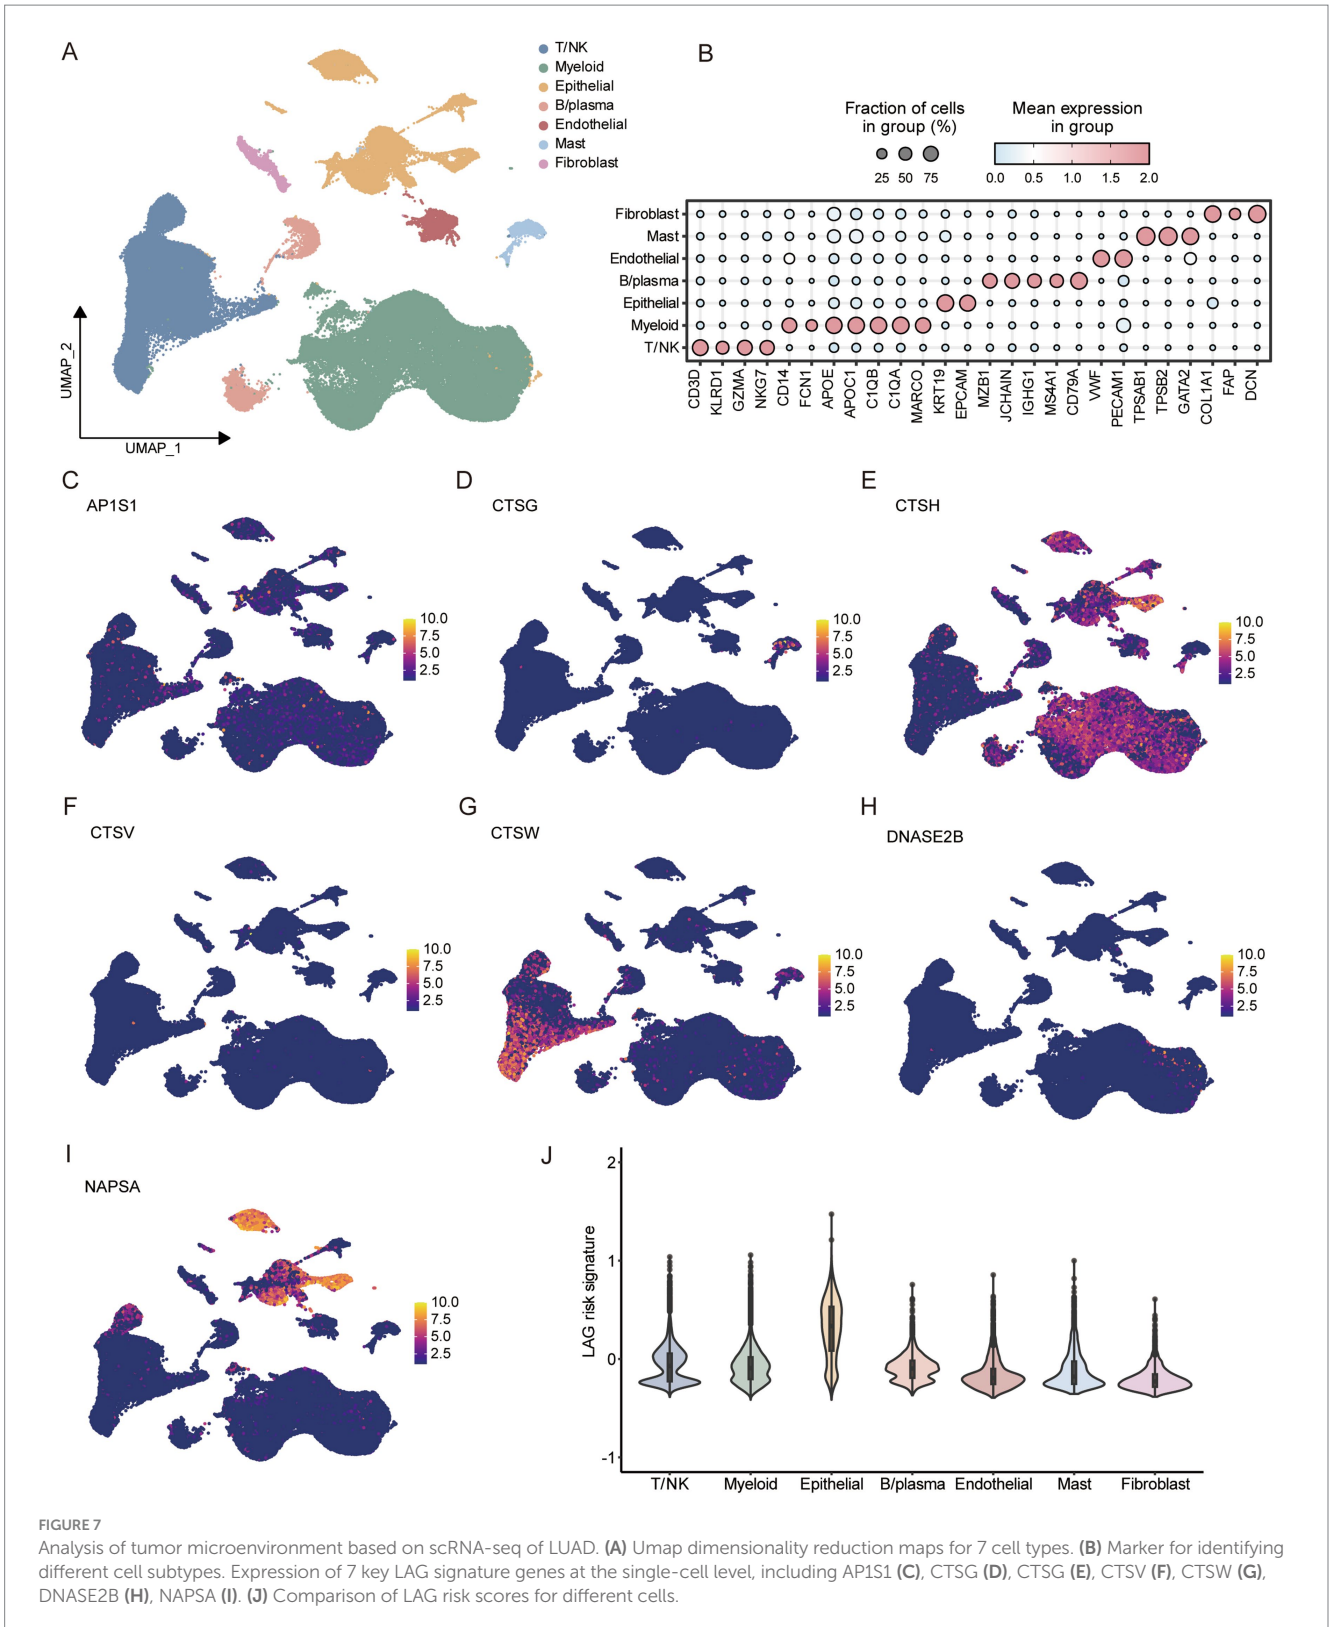 A
T/NK
Myeloid
Epithelial
B/plasma
Endothelial
Mast
Fibroblast
UMAP_2
UMAP_1
B
Fraction of cells
in group (%)
25 50 75
Mean expression
in group
0.0 0.5 1.0 1.5 2.0
Fibroblast
Mast
Endothelial
B/plasma
Epithelial
Myeloid
T/NK
CD3D
KLRD1
GZMA
NKG7
CD14
FCN1
APOE
APOC1
C1QB
C1QA
MARCO
KRT19
EPCAM
MZB1
JCHAIN
IGHG1
MS4A1
CD79A
VWF
PECAM1
TPSAB1
TPSB2
GATA2
COL1A1
FAP
DCN
C
AP1S1
10.0
7.5
5.0
2.5
D
CTSG
10.0
7.5
5.0
2.5
E
CTSH
10.0
7.5
5.0
2.5
F
CTSV
10.0
7.5
5.0
2.5
G
CTSW
10.0
7.5
5.0
2.5
H
DNASE2B
10.0
7.5
5.0
2.5
I
NAPSA
10.0
7.5
5.0
2.5
J
LAG risk signature
2
1
0
-1
T/NK Myeloid Epithelial B/plasma Endothelial Mast Fibroblast
FIGURE 7
Analysis of tumor microenvironment based on scRNA-seq of LUAD. (A) Umap dimensionality reduction maps for 7 cell types. (B) Marker for identifying
different cell subtypes. Expression of 7 key LAG signature genes at the single-cell level, including AP1S1 (C), CTSG (D), CTSG (E), CTSV (F), CTSW (G),
DNASE2B (H), NAPSA (I). (J) Comparison of LAG risk scores for different cells.